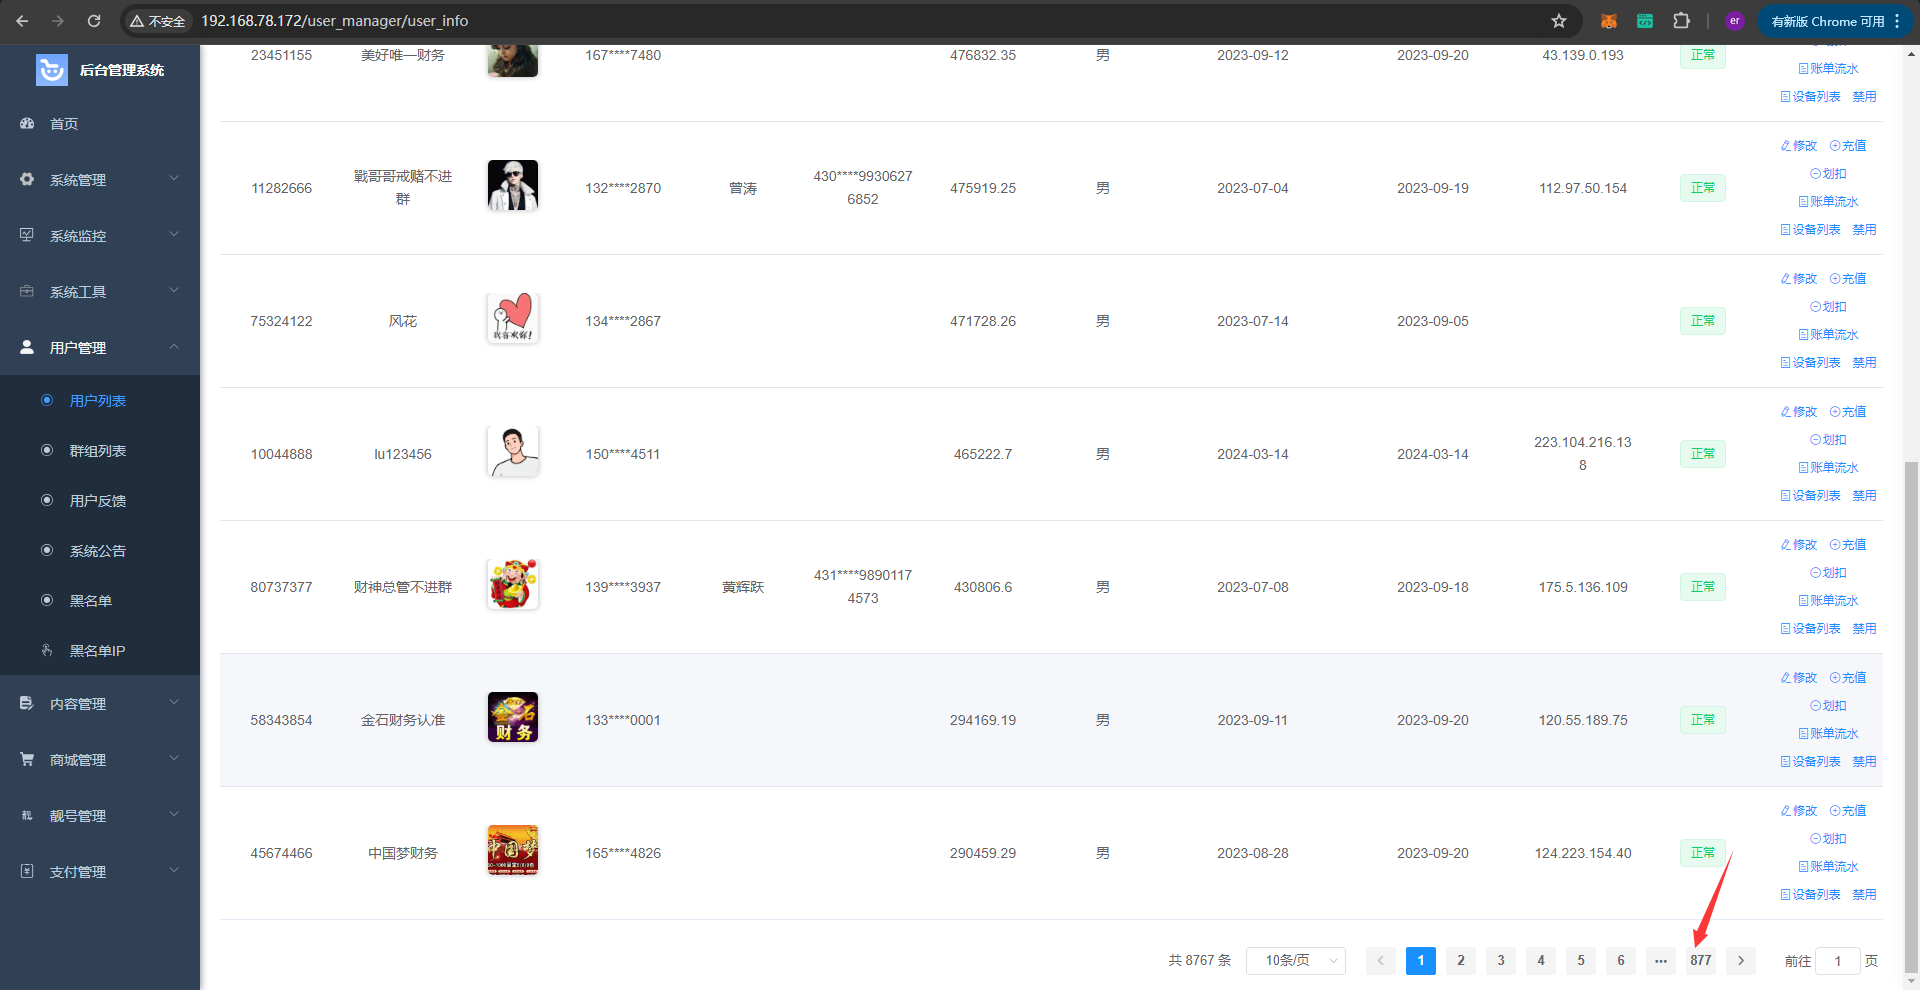 不安全 192.168.78.172/user_manager/user_info er 有新版 Chrome 可用
后台管理系统
首页
系统管理
系统监控
系统工具
用户管理
用户列表
群组列表
用户反馈
系统公告
黑名单
黑名单IP
内容管理
商城管理
靓号管理
支付管理
23451155 美好唯一财务 167****7480 476832.35 男 2023-09-12 2023-09-20 43.139.0.193 正常
账单流水
设备列表 禁用
11282666 戰哥哥戒赌不进群 132****2870 曾涛 430****99306276852 475919.25 男 2023-07-04 2023-09-19 112.97.50.154 正常
修改 充值
划扣
账单流水
设备列表 禁用
75324122 风花 134****2867 471728.26 男 2023-07-14 2023-09-05 正常
修改 充值
划扣
账单流水
设备列表 禁用
10044888 lu123456 150****4511 465222.7 男 2024-03-14 2024-03-14 223.104.216.138 正常
修改 充值
划扣
账单流水
设备列表 禁用
80737377 财神总管不进群 139****3937 黄辉跃 431****98901174573 430806.6 男 2023-07-08 2023-09-18 175.5.136.109 正常
修改 充值
划扣
账单流水
设备列表 禁用
58343854 金石财务认准 金石 财务 133****0001 294169.19 男 2023-09-11 2023-09-20 120.55.189.75 正常
修改 充值
划扣
账单流水
设备列表 禁用
45674466 中国梦财务 中国梦 165****4826 290459.29 男 2023-08-28 2023-09-20 124.223.154.40 正常
修改 充值
划扣
账单流水
设备列表 禁用
共 8767 条 10条/页 1 2 3 4 5 6 ••• 877 前往 1 页